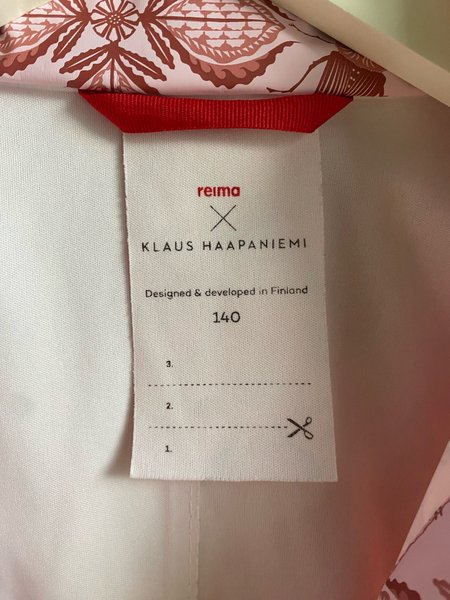 reima
X
KLAUS HAAPANIEMI
Designed & developed in Finland
140
3.
2.
1.